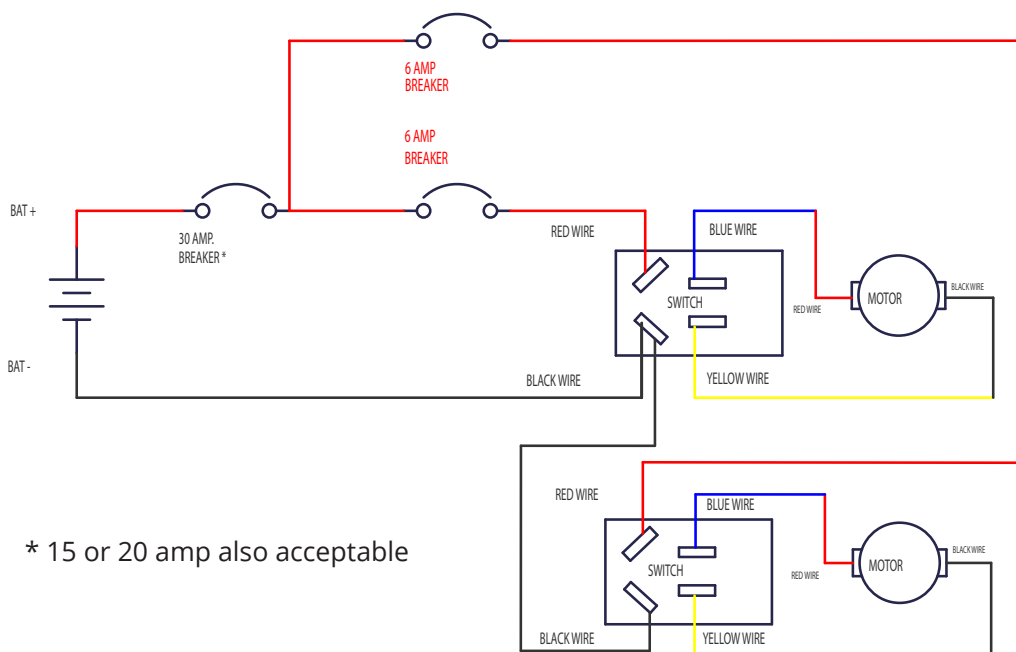 6 AMP
BREAKER
6 AMP
BREAKER
BAT +
30 AMP.
BREAKER *
RED WIRE
BLUE WIRE
SWITCH
RED WIRE
MOTOR
BLACK WIRE
BAT -
BLACK WIRE
YELLOW WIRE
RED WIRE
BLUE WIRE
* 15 or 20 amp also acceptable
SWITCH
RED WIRE
MOTOR
BLACK WIRE
BLACK WIRE
YELLOW WIRE